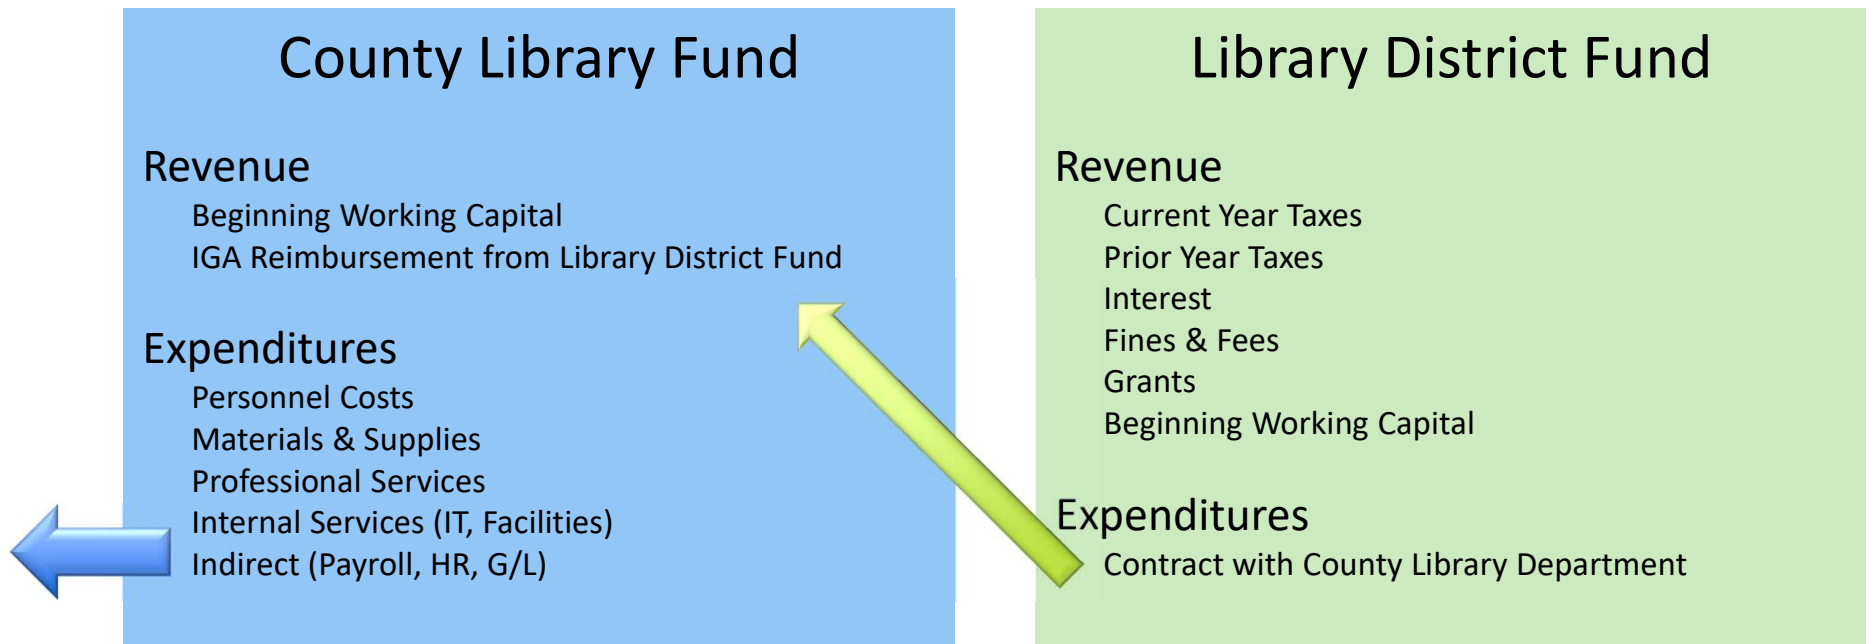 County Library Fund
Revenue
Beginning Working Capital
IGA Reimbursement from Library District Fund
Expenditures
Personnel Costs
Materials & Supplies
Professional Services
Internal Services (IT, Facilities)
Indirect (Payroll, HR, G/L)
Library District Fund
Revenue
Current Year Taxes
Prior Year Taxes
Interest
Fines & Fees
Grants
Beginning Working Capital
Expenditures
Contract with County Library Department